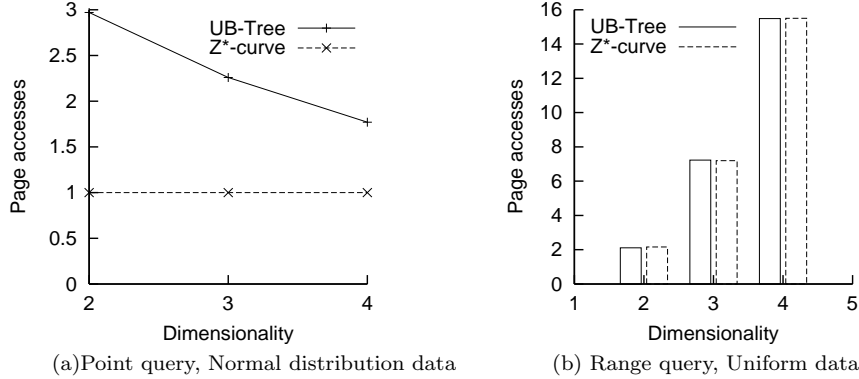 3
2.5
2
1.5
1
0.5
0
Page accesses
UB-Tree
Z*-curve
2 3 4
Dimensionality
(a)Point query, Normal distribution data
16
14
12
10
8
6
4
2
0
Page accesses
UB-Tree
Z*-curve
1 2 3 4 5
Dimensionality
(b) Range query, Uniform data